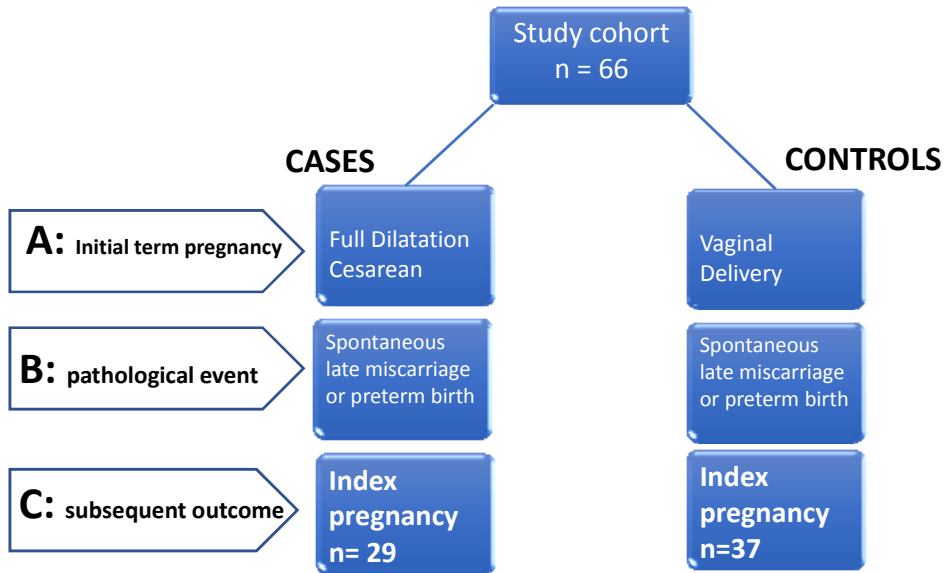 Study cohort
n = 66
CASES
CONTROLS
A: Initial term pregnancy
Full Dilatation
Cesarean
Vaginal
Delivery
B: pathological event
Spontaneous
late miscarriage
or preterm birth
Spontaneous
late miscarriage
or preterm birth
C: subsequent outcome
Index
pregnancy
n= 29
Index
pregnancy
n=37